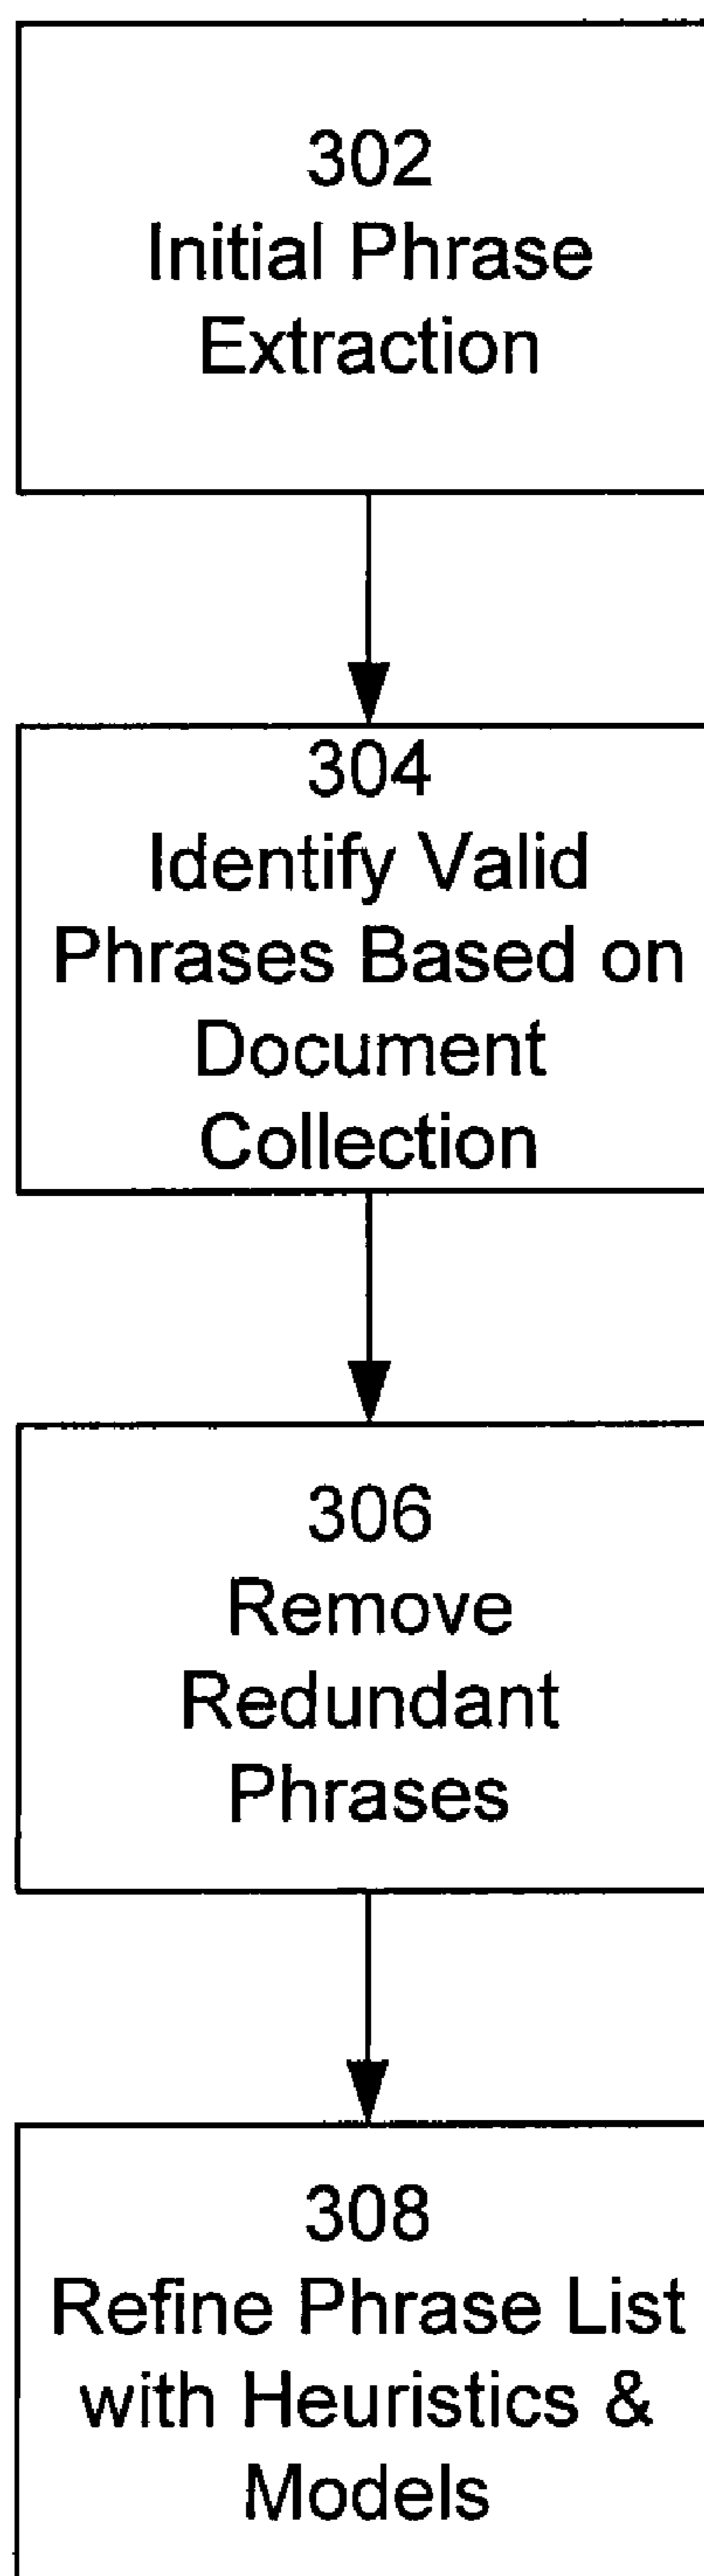 302
Initial Phrase
Extraction
304
Identify Valid
Phrases Based on
Document
Collection
306
Remove
Redundant
Phrases
308
Refine Phrase List
with Heuristics &
Models